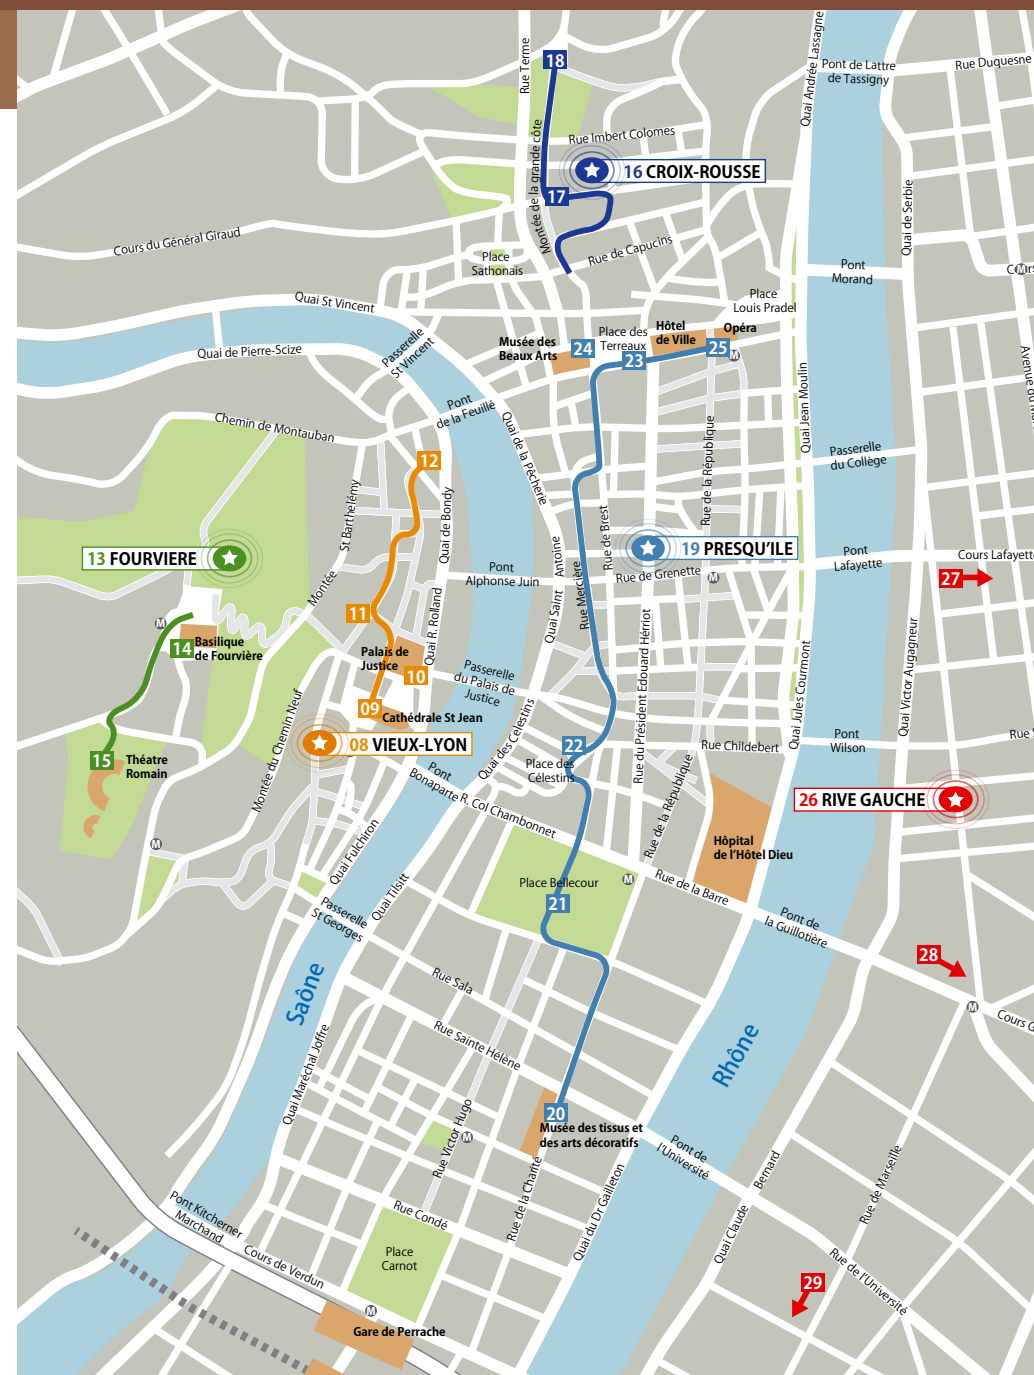 18
Rue Terme
Quai Andrée Lassagne
Pont de Lattre
de Tassigny
Rue Duquesne
Rue Imbert Colomes
Montée de la grande côte
16 CROIX-ROUSSE
17
Quai de Serbie
Cours du Général Giraud
Rue de Capucins
Place
Sathonais
Pont
Morand
M
Quai St Vincent
Place
Louis Pradel
Passerelle
St Vincent
Quai de Pierre-Scize
Musée des
Beaux Arts
24
Place des
Terreaux
23
Hôtel
de Ville
Opéra
25
M
Quai Jean Moulin
Chemin de Montauban
Pont
de la Feuillé
Quai de la Pêcherie
Rue de la République
Passerelle
du Collège
12
St Barthelémy
Montée
Quai de Bondy
Rue de Brest
13 FOURVIERE
19 PRESQU'ILE
Pont
Alphonse Juin
Quai Saint Antoine
Rue Mercière
Rue de Grenette
M
Pont
Lafayette
Cours Lafayette
27
11
M
14
Basilique
de Fourvière
Palais de
Justice
10
Quai R. Rolland
Passerelle
du Palais de
Justice
09
Cathédrale St Jean
08 VIEUX-LYON
Rue du Président Edouard Hérriot
Quai Jules Courmont
Quai Victor Augagneur
Montée du Chemin Neuf
Quai des Celestins
22
Place des
Célestins
Rue Childebert
Pont
Wilson
15
Théatre
Romain
Pont
Bonaparte
R. Col Chambonnet
Rue de la République
26 RIVE GAUCHE
M
Quai Fulchiron
Quai Tilsitt
Hôpital
de l'Hôtel Dieu
Place Bellecour
21
M
Rue de la Barre
Passerelle
St Georges
Pont de
la Guillotière
28
M
Saône
Rue Sala
Rue Sainte Hélène
Rhône
Quai Maréchal Joffre
20
Musée des tissus et
des arts décoratifs
Rue Victor Hugo
M
Pont de
l'Université
Rue de la Charité
Quai du Dr Gailleton
Quai Claude Bernard
Rue de Marseille
Pont Kitcherner
Marchand
Cours de Verdun
Rue Condé
Place
Carnot
M
Gare de Perrache
29
Rue de l'Université